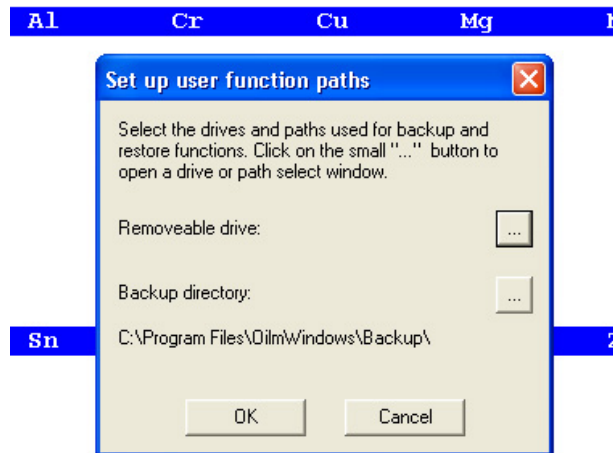 Al Cr Cu Mg
Set up user function paths
Select the drives and paths used for backup and
restore functions. Click on the small "..." button to
open a drive or path select window.
Removeable drive: ...
Backup directory: ...
Sn
C:\Program Files\OilmWindows\Backup\
OK Cancel